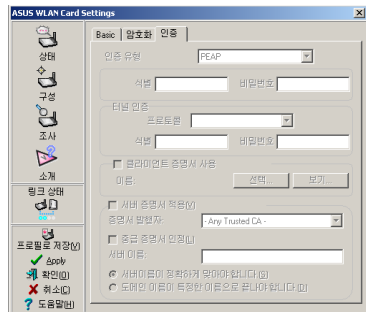 ASUS WLAN Card Settings
상태
구성
조사
소개
링크 상태
프로필로 저장(V)
Apply
확인(O)
취소(C)
도움말(H)
Basic 암호화 인증
인증 유형 PEAP
식별 비밀번호
터널 인증
프로토콜
식별 비밀번호
클라이언트 증명서 사용
이름: 선택... 보기...
서버 증명서 적용(V)
증명서 발행자: - Any Trusted CA -
중급 증명서 인정(L)
서버 이름:
서버이름이 정확하게 맞아야 합니다.(S)
도메인 이름이 특정한 이름으로 끝나야 합니다.(D)